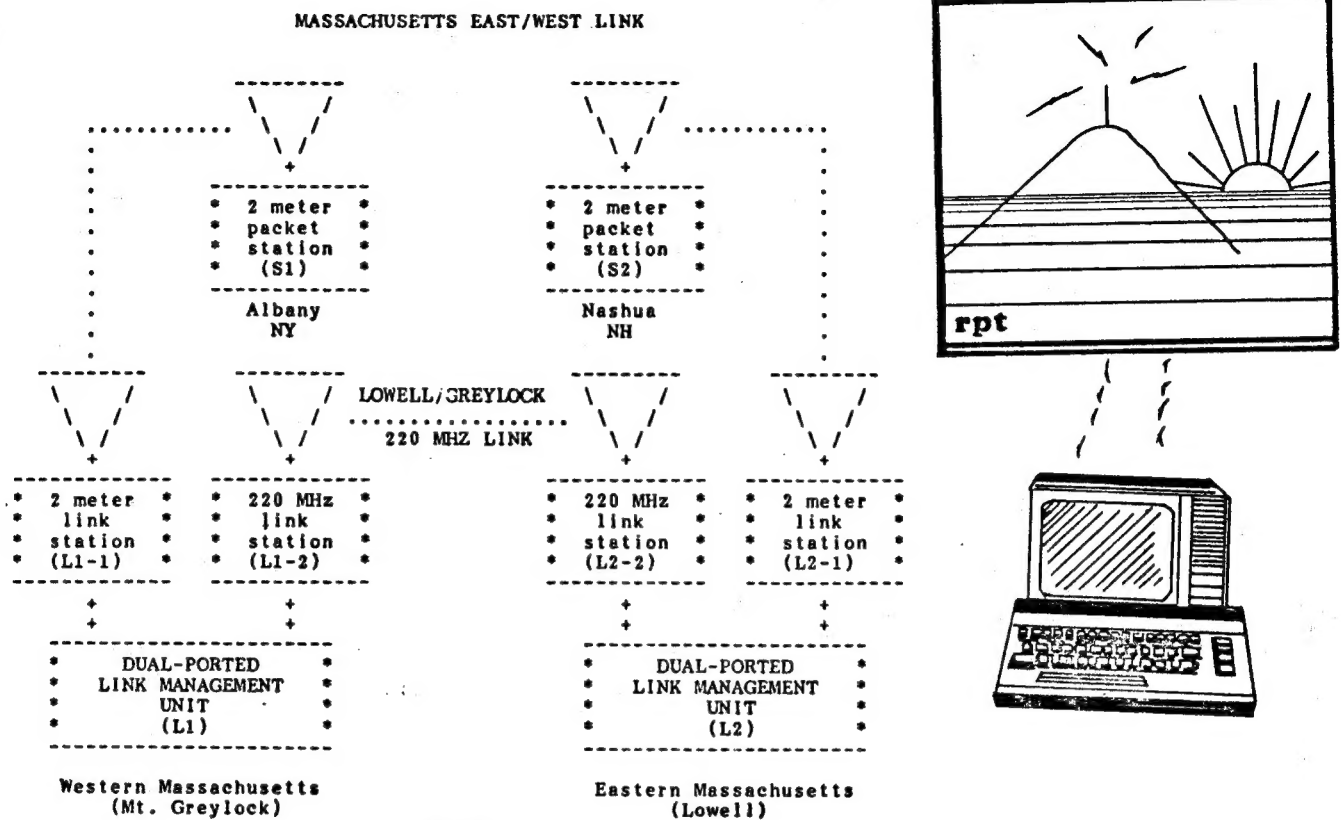 MASSACHUSETTS EAST/WEST LINK
2 meter
packet
station
(S1)
Albany
NY
2 meter
packet
station
(S2)
Nashua
NH
rpt
LOWELL/GREYLOCK
220 MHZ LINK
2 meter
link
station
(L1-1)
220 MHz
link
station
(L1-2)
220 MHz
link
station
(L2-2)
2 meter
link
station
(L2-1)
DUAL-PORTED
LINK MANAGEMENT
UNIT
(L1)
DUAL-PORTED
LINK MANAGEMENT
UNIT
(L2)
Western Massachusetts
(Mt. Greylock)
Eastern Massachusetts
(Lowell)